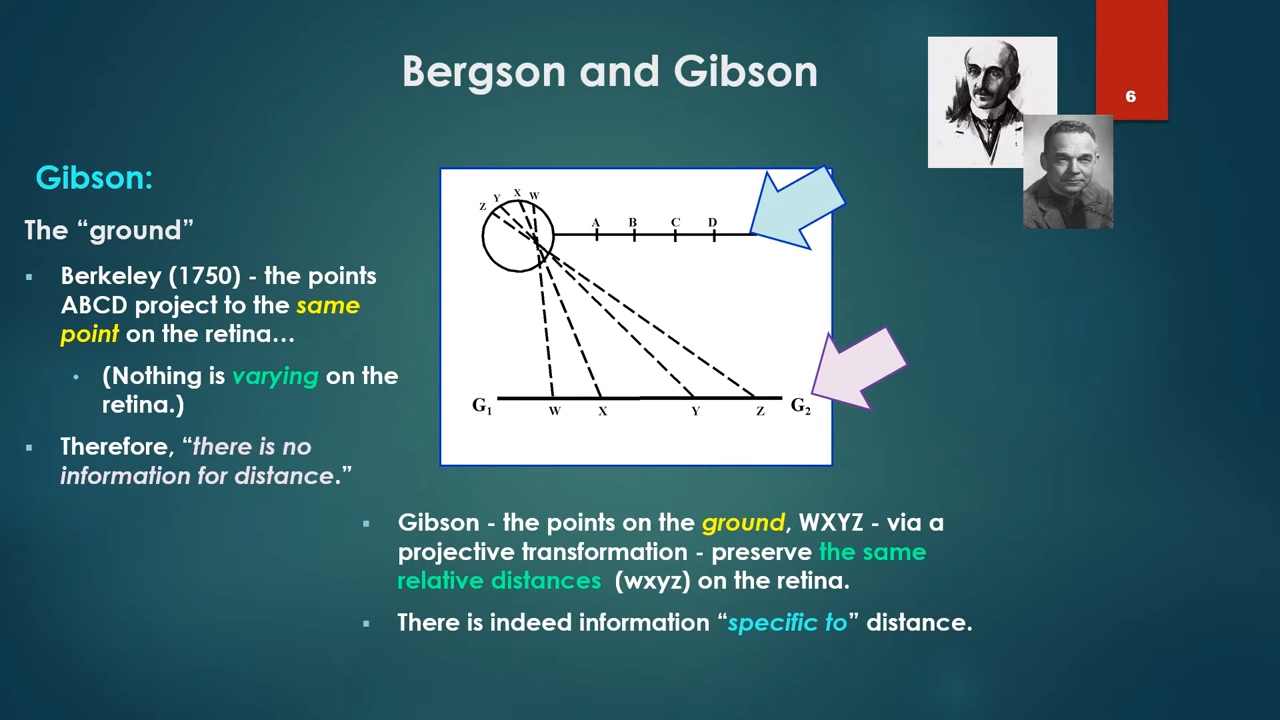 Bergson and Gibson
6
Gibson:
The “ground”
Berkeley (1750) - the points
ABCD project to the same
point on the retina…
(Nothing is varying on the
retina.)
Therefore, “there is no
information for distance.”
Z Y X W
A B C D
G1 W X Y Z G2
Gibson - the points on the ground, WXYZ - via a
projective transformation - preserve the same
relative distances (wxyz) on the retina.
There is indeed information “specific to” distance.